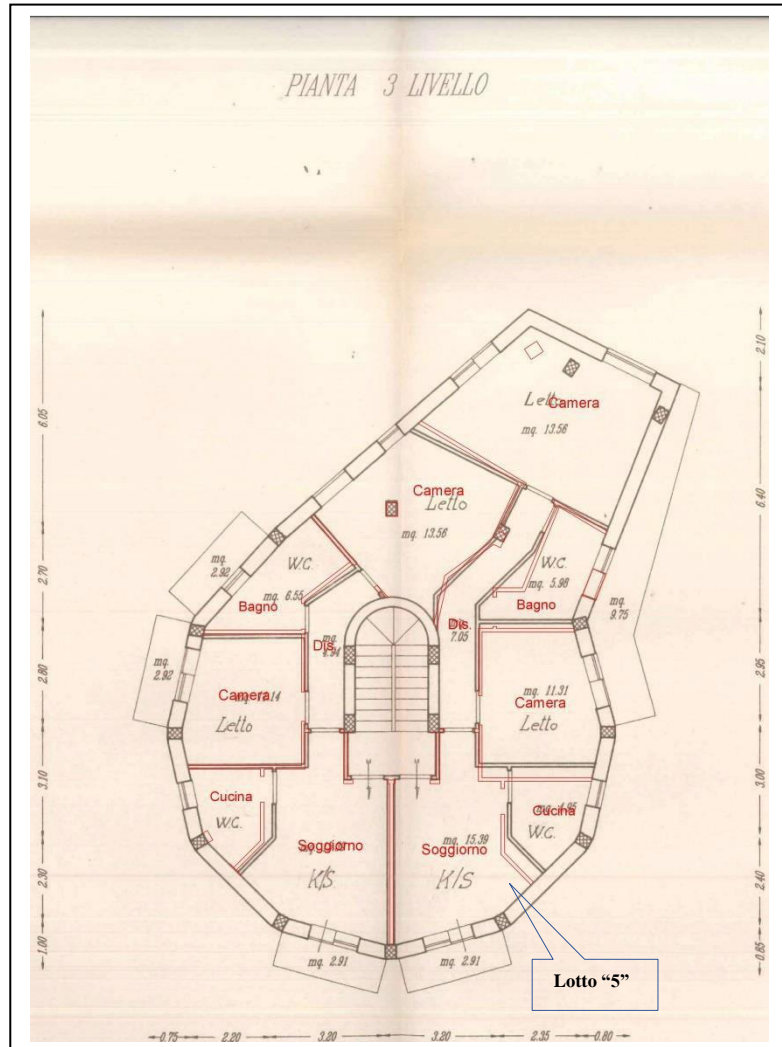 PIANTA 3 LIVELLO
Letto
Camera
mq. 13.56
Camera
Letto
mq. 13.56
W.C.
mq. 5.98
Bagno
W.C.
mq. 6.55
Bagno
mq.
2.92
mq.
2.92
mq.
9.75
Dis.
mq.
4.94
Dis.
7.05
Camera
Letto
mq. 11.31
Camera
Letto
Cucina
W.C.
Cucina
W.C.
Soggiorno
K/S
mq. 15.39
Soggiorno
K/S
mq. 2.91
mq. 2.91
Lotto “5”
6.05
2.70
2.80
3.10
2.30
1.00
2.10
6.40
2.95
3.00
2.40
0.85
0.75
2.20
3.20
3.20
2.35
0.80